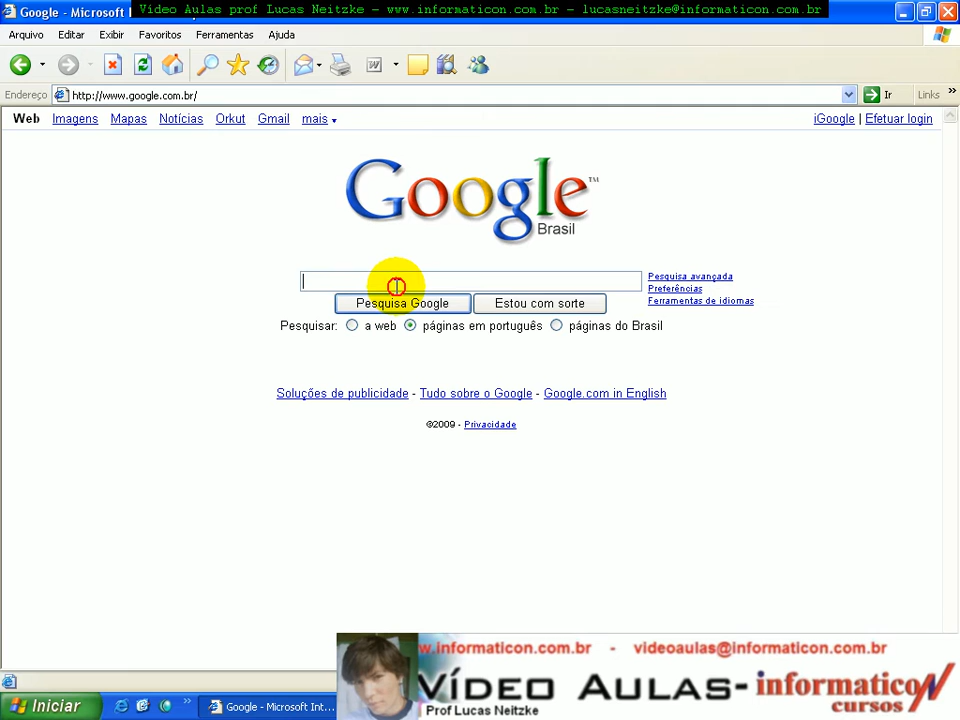 Google - Microsoft
Vídeo Aulas prof Lucas Neitzke - www.informaticon.com.br - lucasneitzke@informaticon.com.br
Arquivo Editar Exibir Favoritos Ferramentas Ajuda
Endereço http://www.google.com.br/ Ir Links »
Web Imagens Mapas Notícias Orkut Gmail mais iGoogle | Efetuar login
Google™
Brasil
Pesquisa avançada
Preferências
Ferramentas de idiomas
Pesquisa Google Estou com sorte
Pesquisar: a web páginas em português páginas do Brasil
Soluções de publicidade - Tudo sobre o Google - Google.com in English
©2009 - Privacidade
w.informaticon.com.br - videoaulas@informaticon.com.br
Vídeo Aulas- informaticon
cursos
Prof Lucas Neitzke
Iniciar » Google - Microsoft Int...